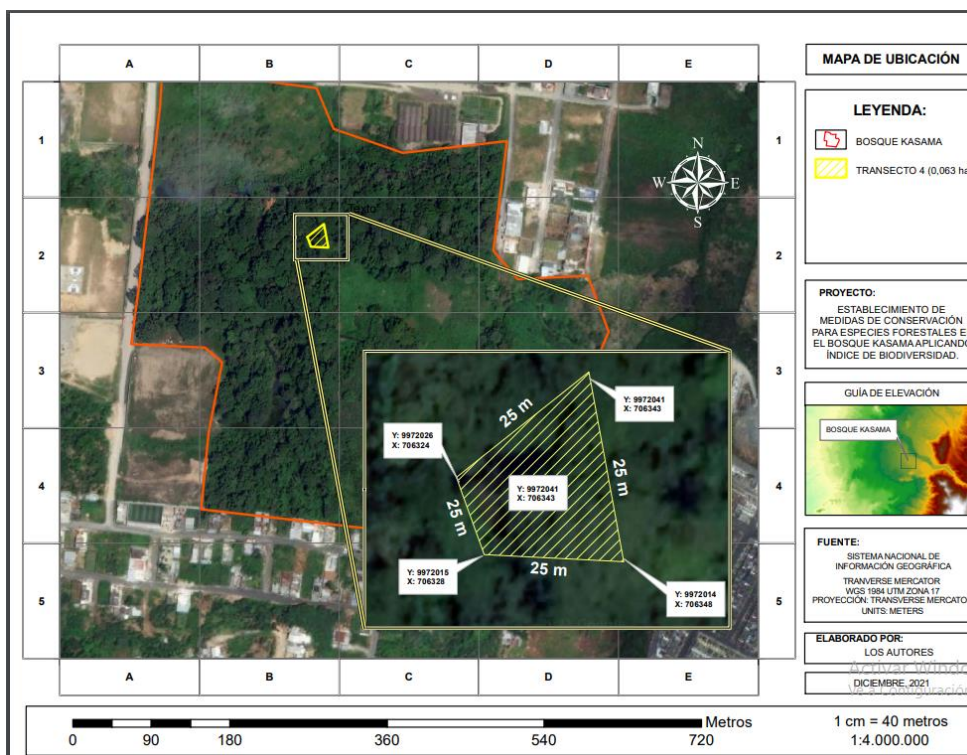 A B C D E
1 1
2 2
3 3
4 4
5 5
A B C D E
N
W E
S
25 m
Y: 9972041
X: 706343
Y: 9972026
X: 706324
Y: 9972041
X: 706343
25 m
25 m
Y: 9972015
X: 706328
25 m
Y: 9972014
X: 706348
MAPA DE UBICACIÓN
LEYENDA:
BOSQUE KASAMA
TRANSECTO 4 (0,063 ha
PROYECTO:
ESTABLECIMIENTO DE
MEDIDAS DE CONSERVACIÓN
PARA ESPECIES FORESTALES E
EL BOSQUE KASAMA APLICANDO
ÍNDICE DE BIODIVERSIDAD.
GUÍA DE ELEVACIÓN
BOSQUE KASAMA
FUENTE:
SISTEMA NACIONAL DE
INFORMACIÓN GEOGRÁFICA
TRANVERSE MERCATOR
WGS 1984 UTM ZONA 17
PROYECCIÓN: TRANSVERSE MERCATO
UNITS: METERS
ELABORADO POR:
LOS AUTORES
Activar Windo
DICIEMBRE, 2021
Ve a Configuración
Metros
0 90 180 360 540 720
1 cm = 40 metros
1:4.000.000